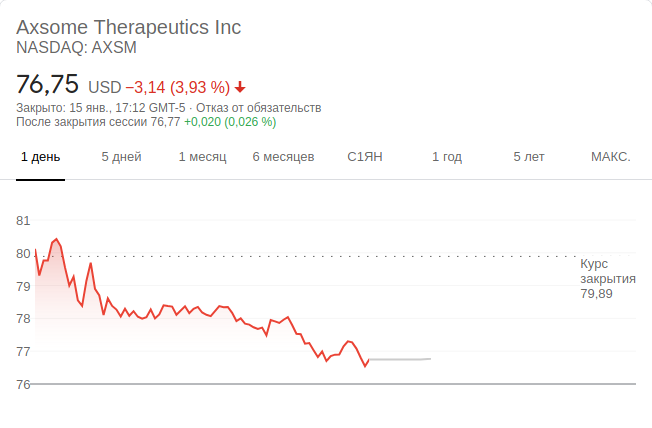 Axsome Therapeutics Inc
NASDAQ: AXSM
76,75 USD −3,14 (3,93 %)
Закрыто: 15 янв., 17:12 GMT-5 · Отказ от обязательств
После закрытия сессии 76,77 +0,020 (0,026 %)
1 день 5 дней 1 месяц 6 месяцев С1ЯН 1 год 5 лет МАКС.
81
80
79
78
77
76
Курс
закрытия
79,89